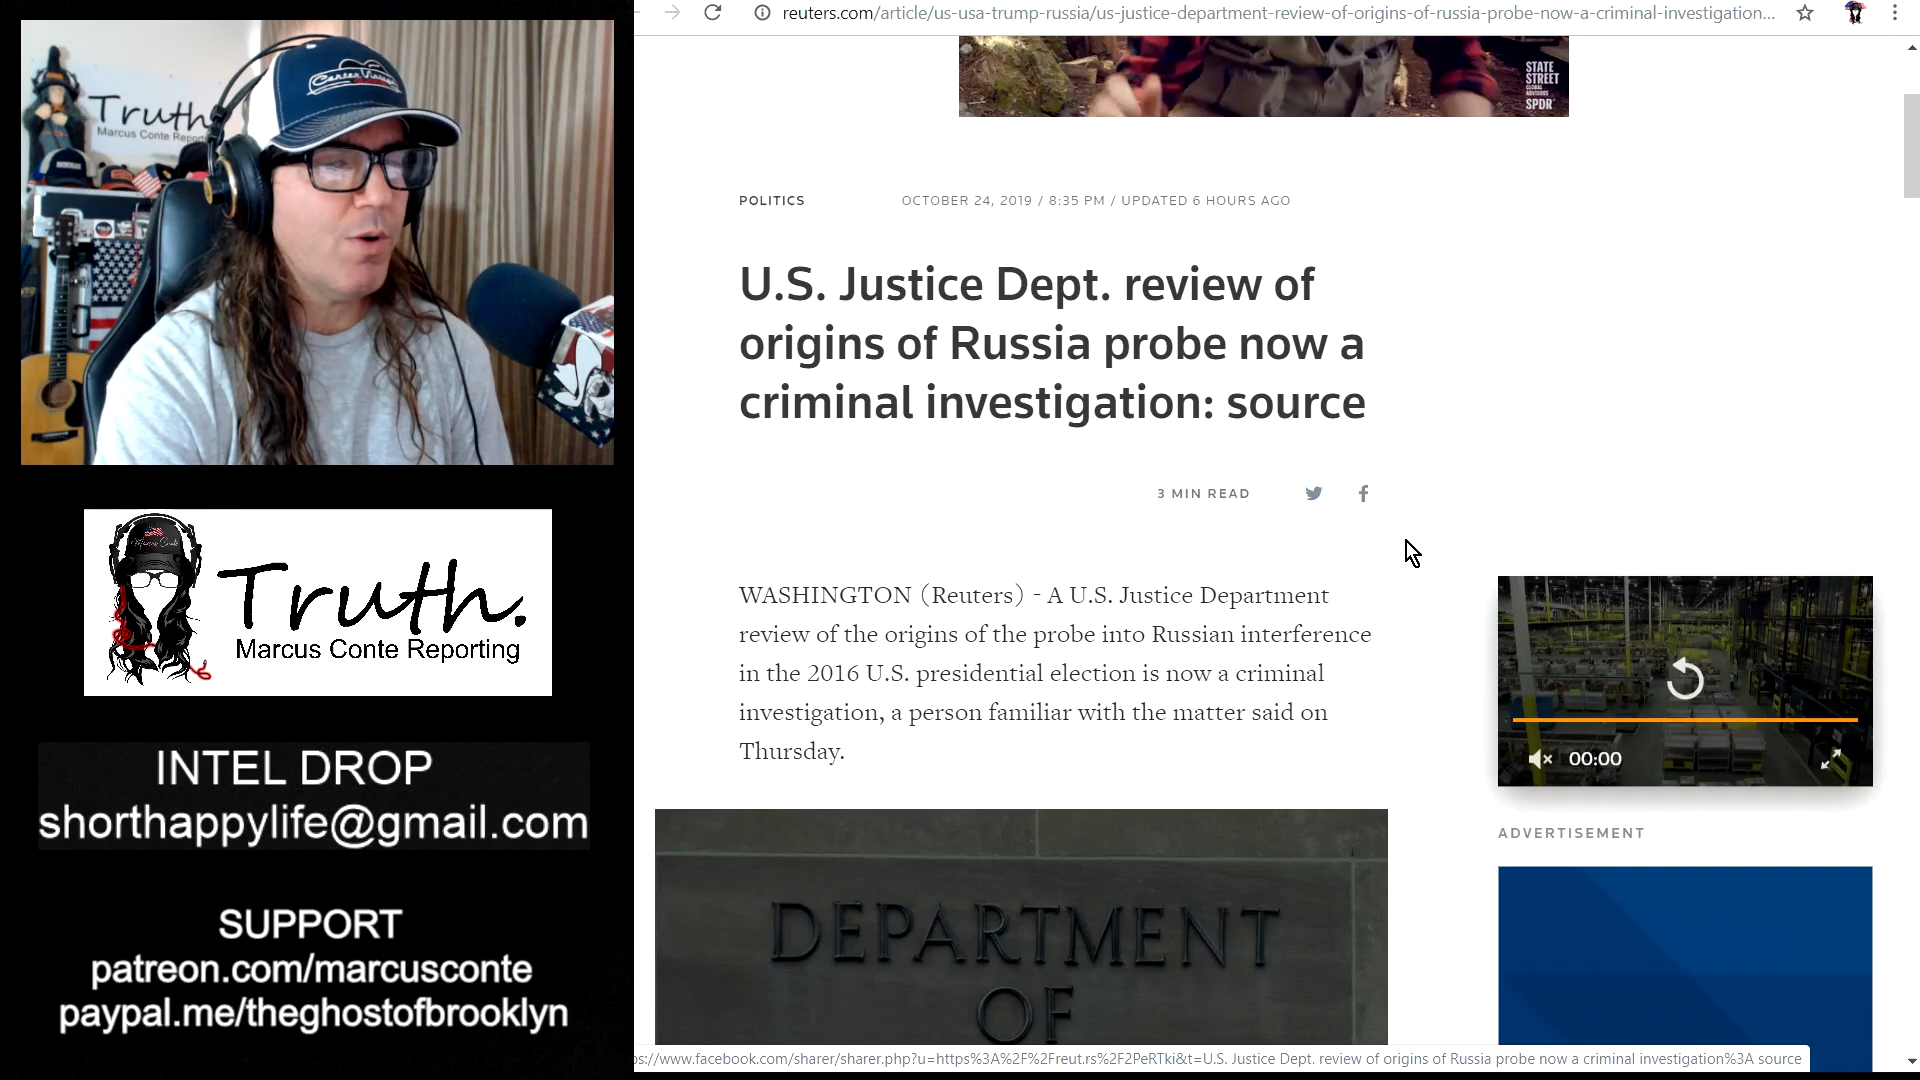 reuters.com/article/us-usa-trump-russia/us-justice-department-review-of-origins-of-russia-probe-now-a-criminal-investigation...
STATE
STREET
GLOBAL
ADVISORS
SPDR
Truth.
Marcus Conte
POLITICS
OCTOBER 24, 2019 / 8:35 PM / UPDATED 6 HOURS AGO
U.S. Justice Dept. review of
origins of Russia probe now a
criminal investigation: source
3 MIN READ
WASHINGTON (Reuters) - A U.S. Justice Department
review of the origins of the probe into Russian interference
in the 2016 U.S. presidential election is now a criminal
investigation, a person familiar with the matter said on
Thursday.
00:00
ADVERTISEMENT
DEPARTMENT
OF
Marcus Conte
Truth.
Marcus Conte Reporting
INTEL DROP
shorthappylife@gmail.com
SUPPORT
patreon.com/marcusconte
paypal.me/theghostofbrooklyn
ps://www.facebook.com/sharer/sharer.php?u=https%3A%2F%2Freut.rs%2F2PeRTki&t=U.S. Justice Dept. review of origins of Russia probe now a criminal investigation%3A source